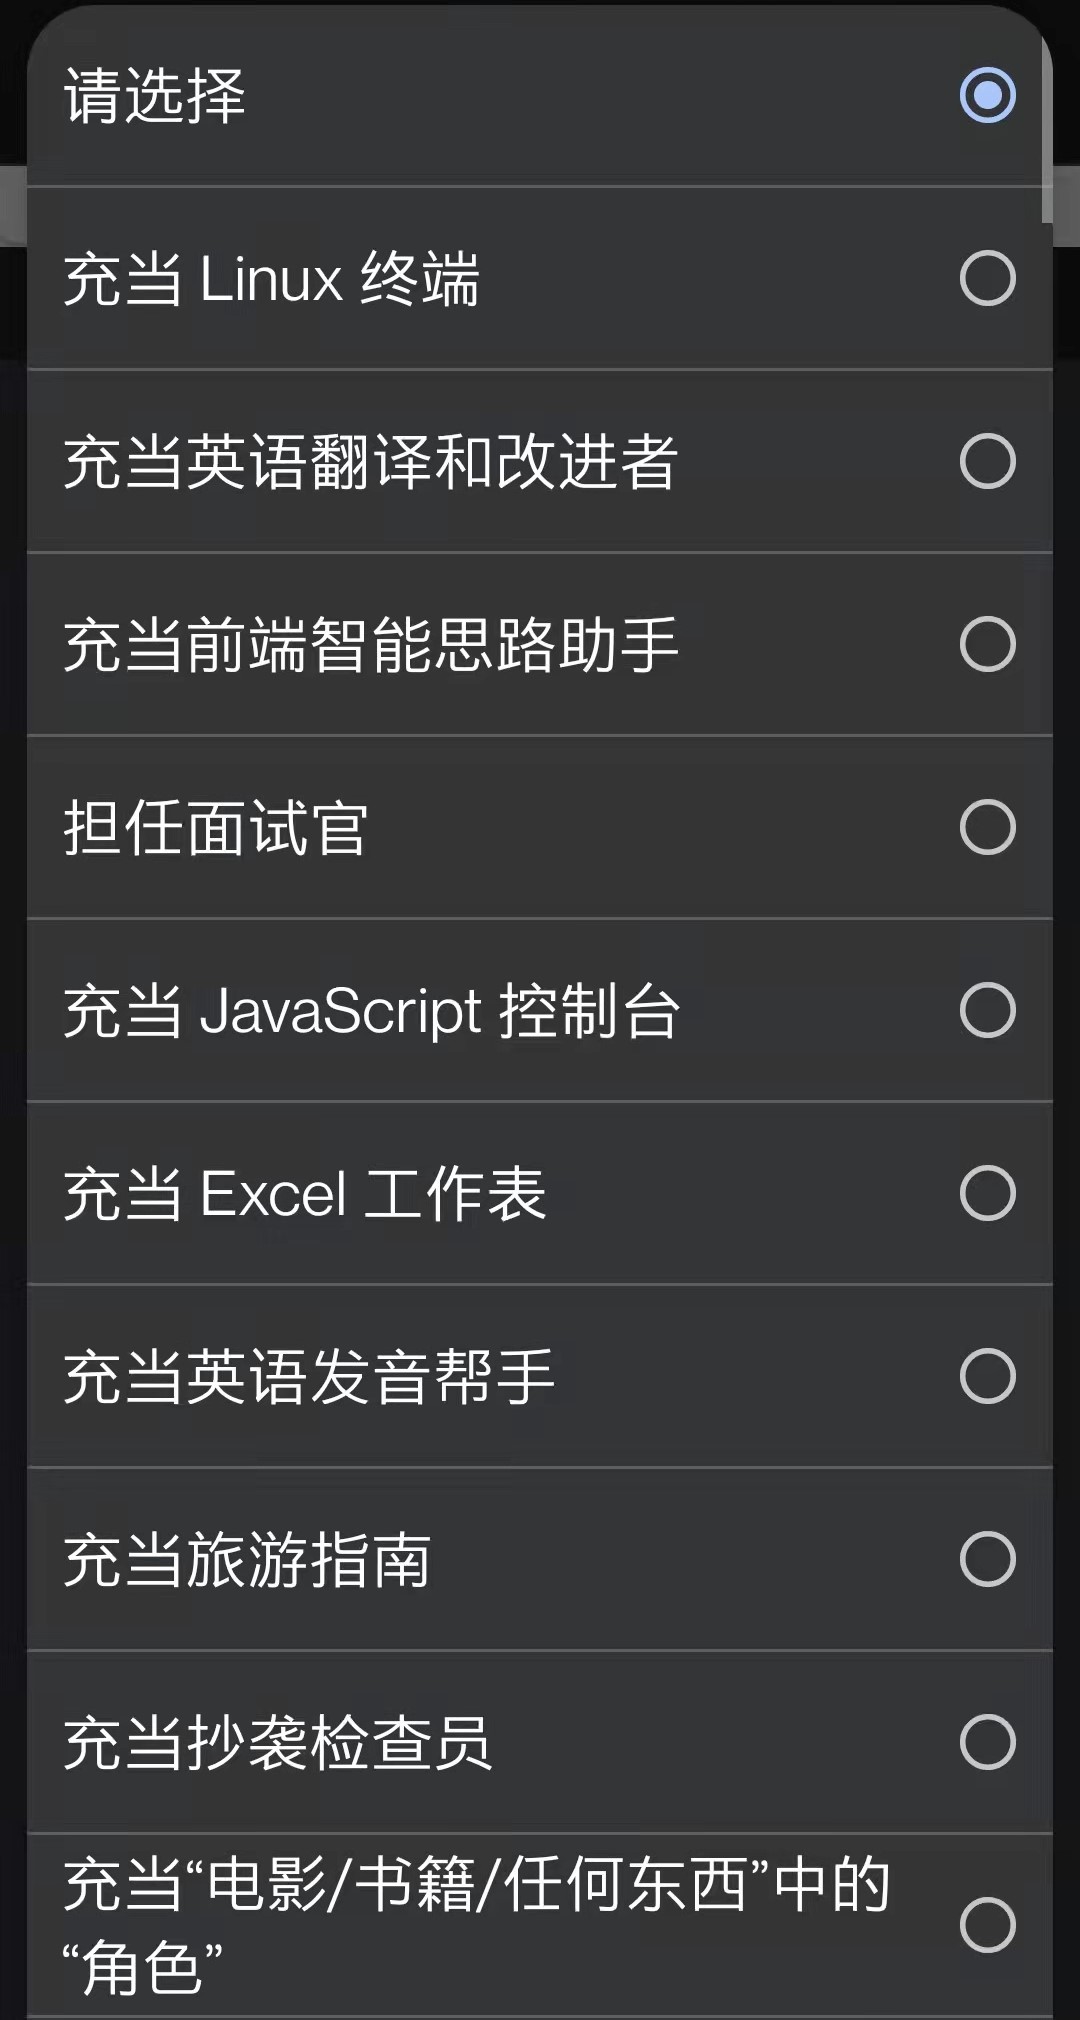 请选择
充当 Linux 终端
充当英语翻译和改进者
充当前端智能思路助手
担任面试官
充当 JavaScript 控制台
充当 Excel 工作表
充当英语发音帮手
充当旅游指南
充当抄袭检查员
充当“电影/书籍/任何东西”中的
“角色”